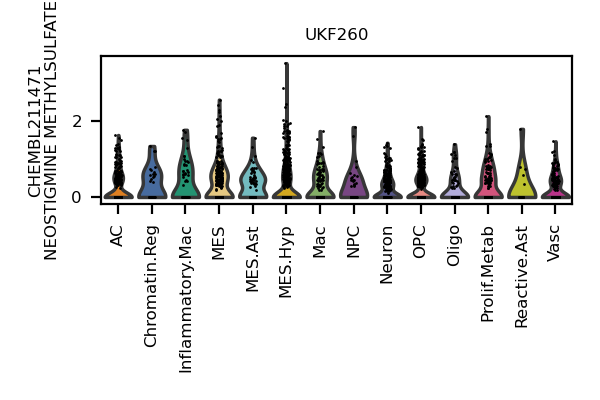 UKF260
CHEMBL211471
NEOSTIGMINE METHYLSULFATE
2
0
AC
Chromatin.Reg
Inflammatory.Mac
MES
MES.Ast
MES.Hyp
Mac
NPC
Neuron
OPC
Oligo
Prolif.Metab
Reactive.Ast
Vasc